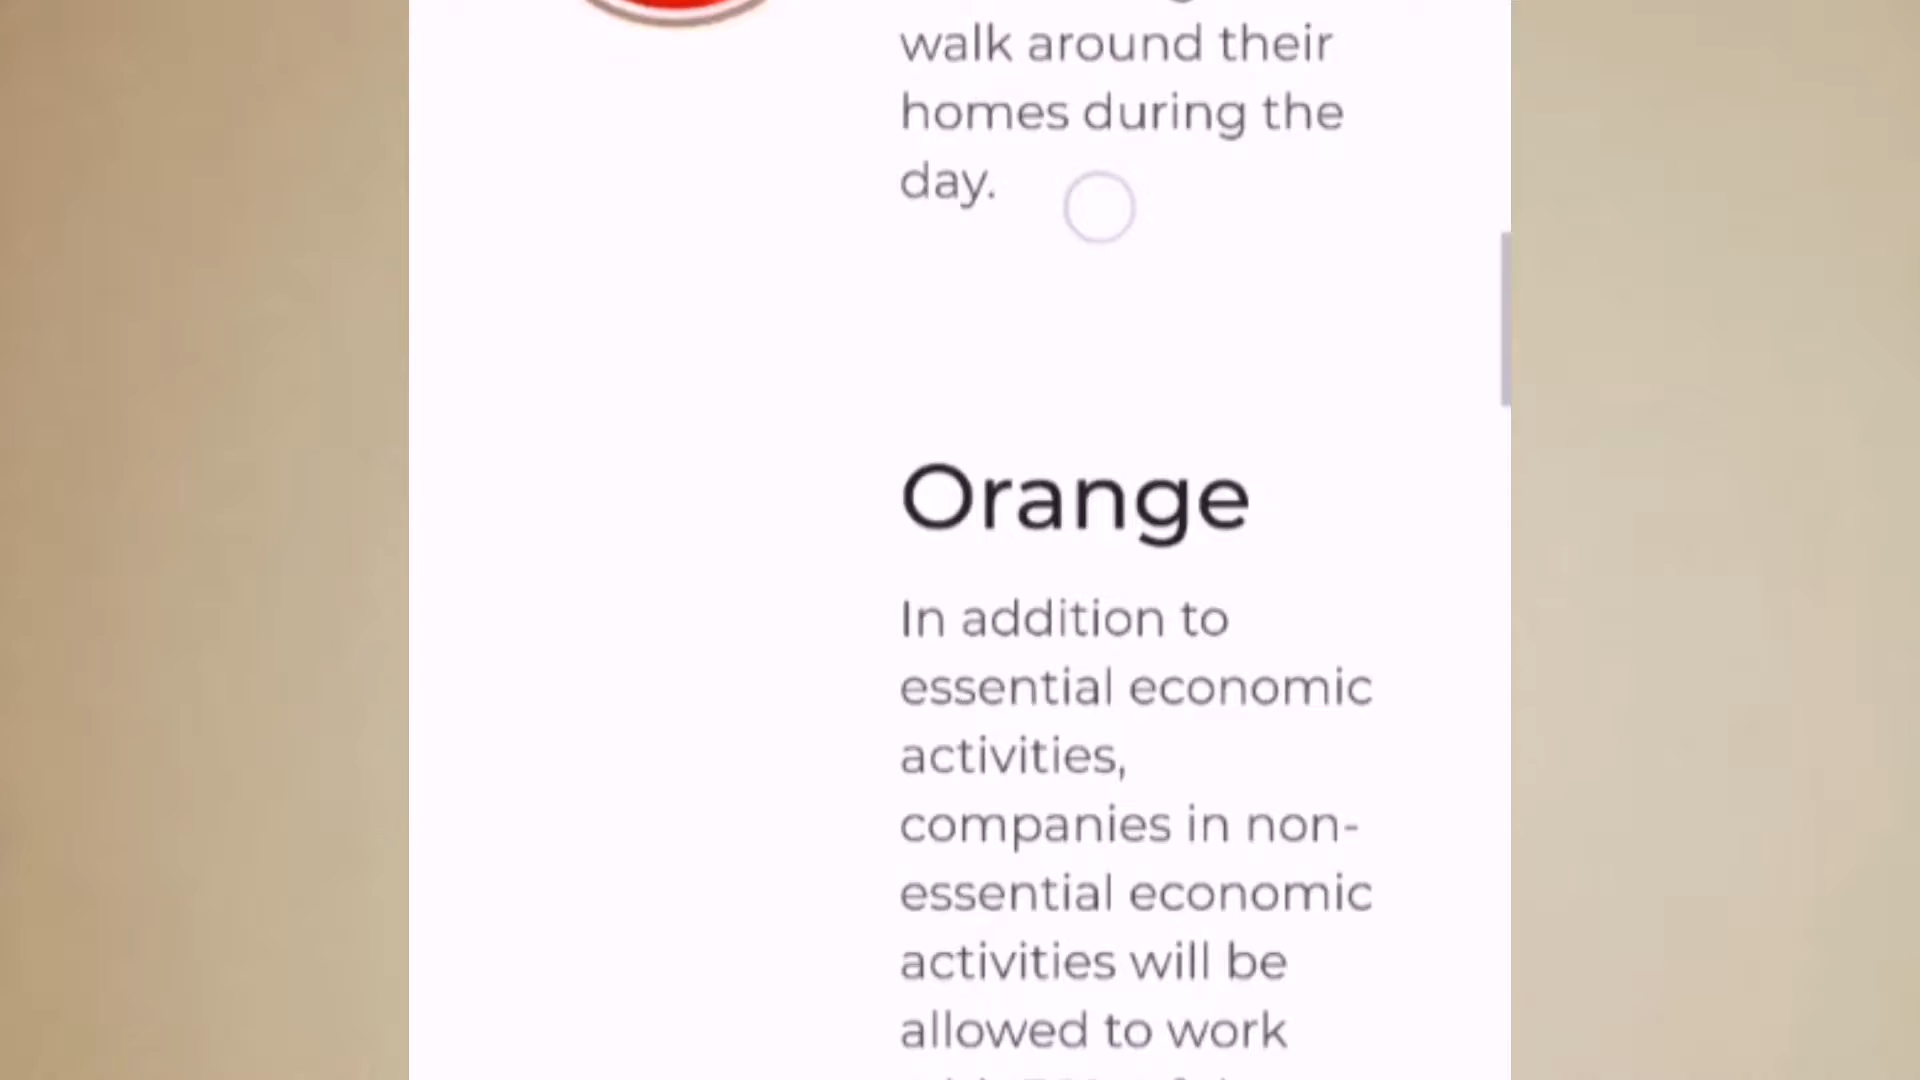 walk around their
homes during the
day.
Orange
In addition to
essential economic
activities,
companies in non-
essential economic
activities will be
allowed to work